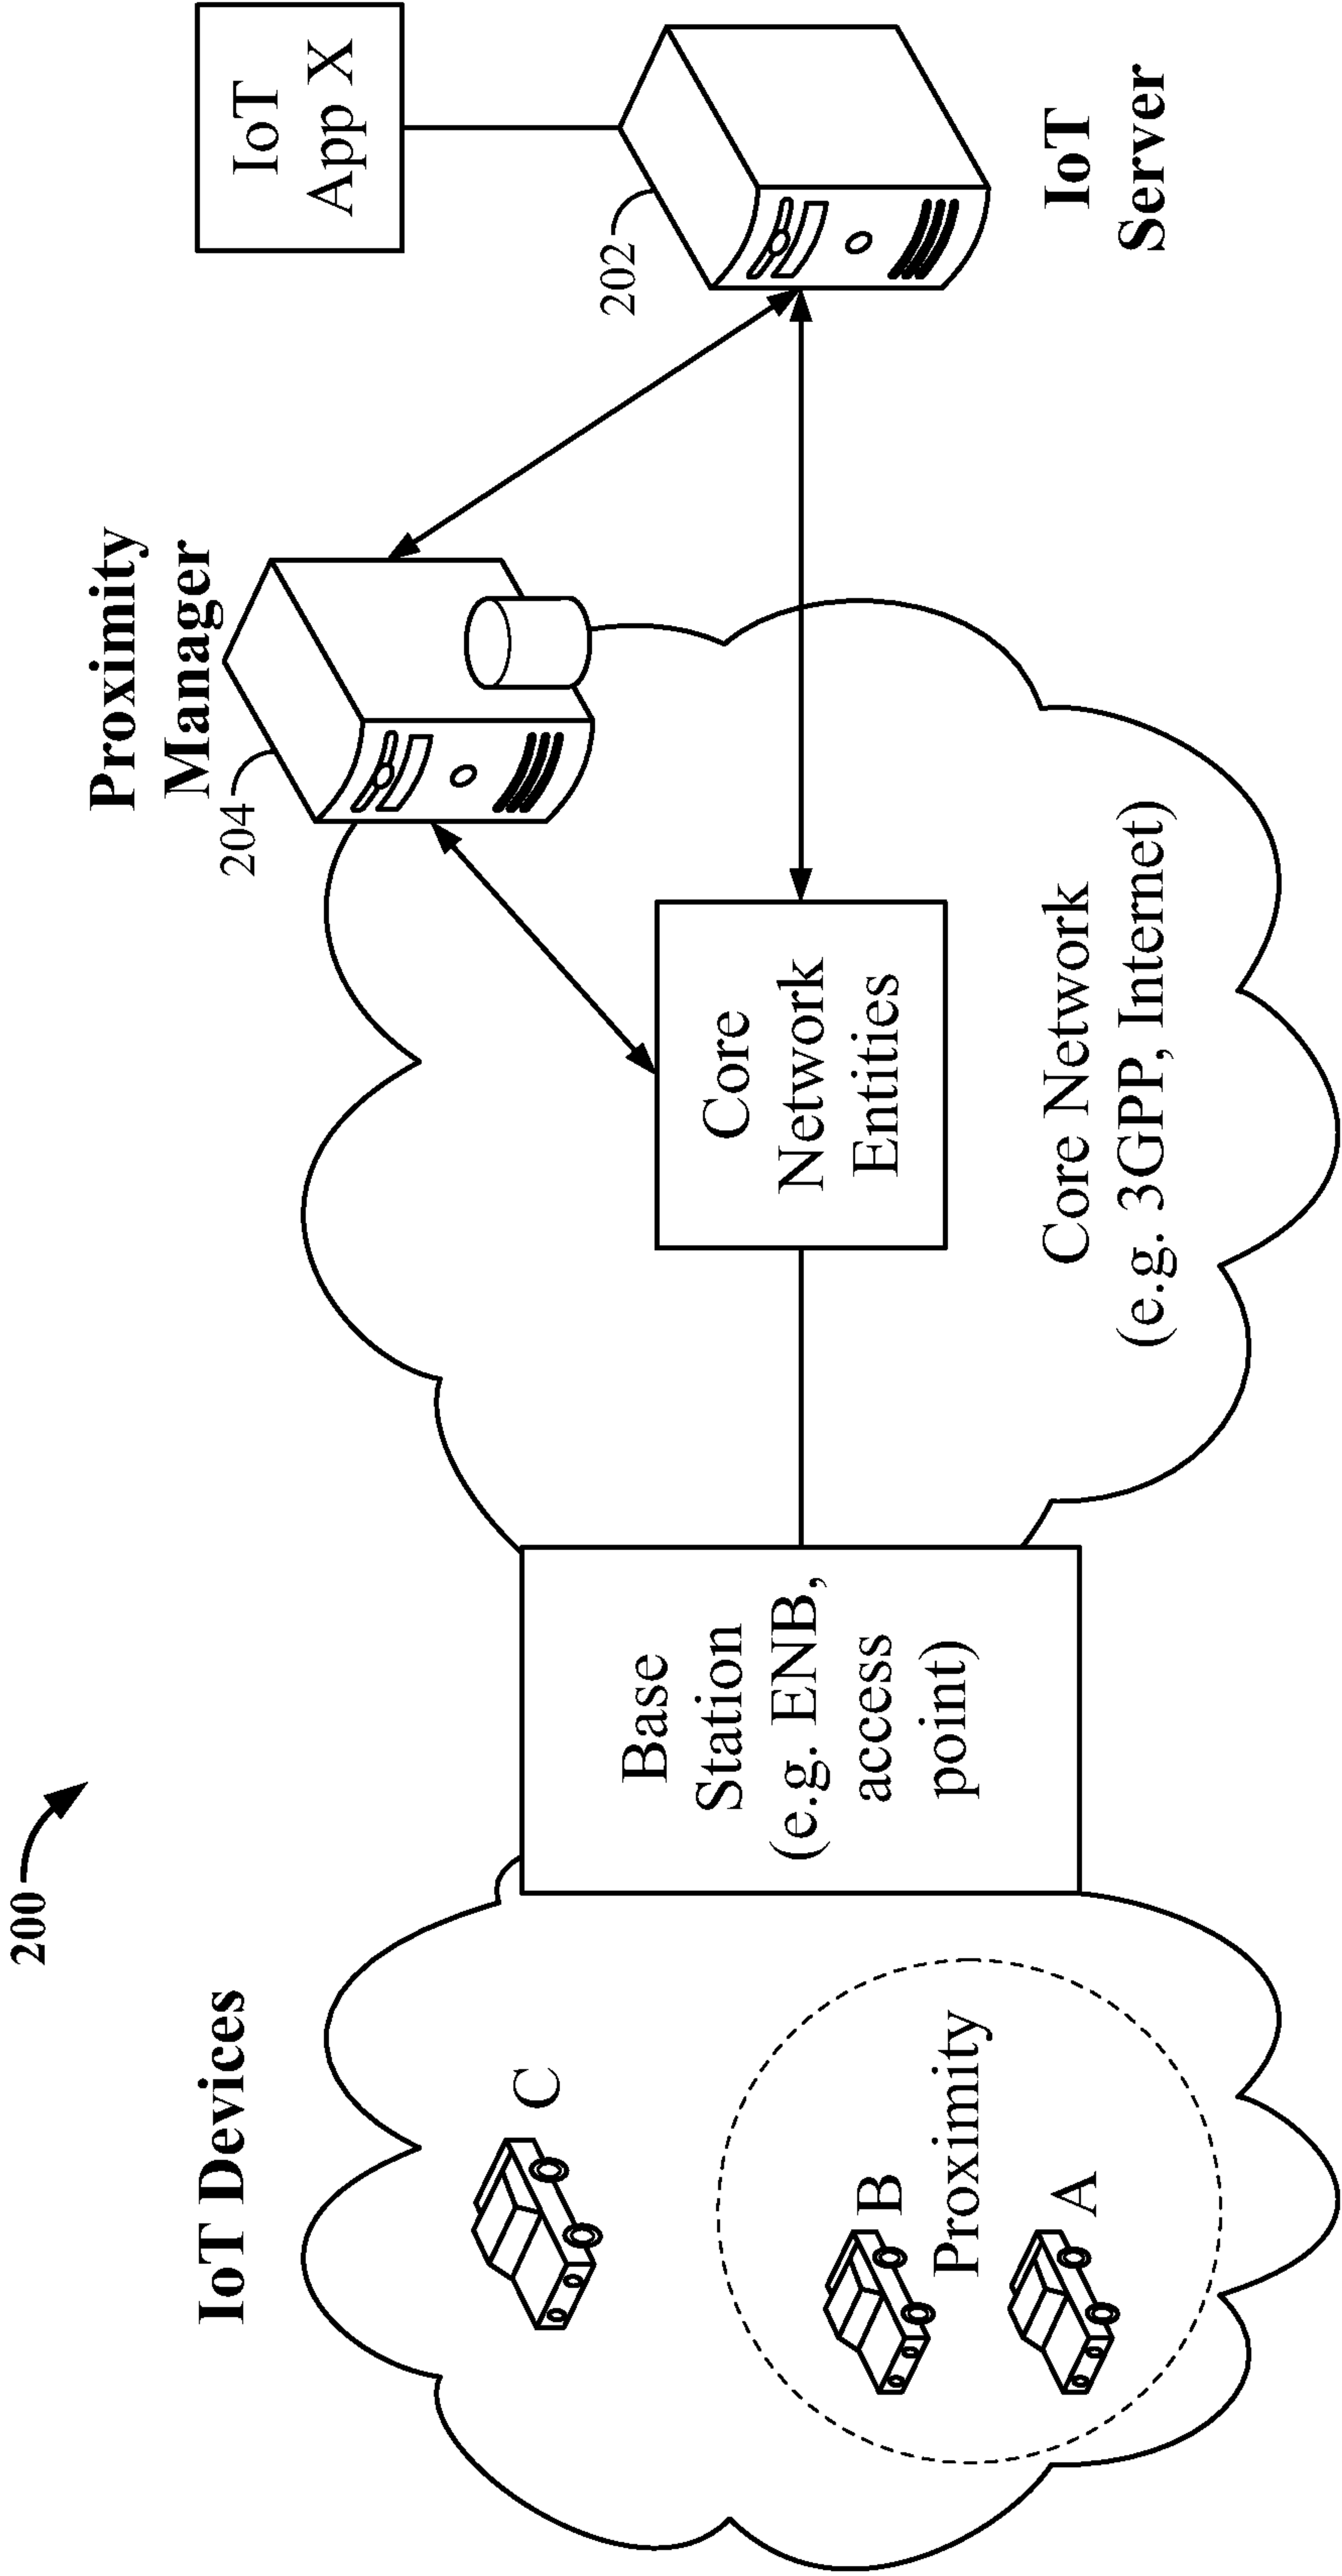 200
IoT Devices
C
B
Proximity
A
Base
Station
(e.g. ENB,
access
point)
Core
Network
Entities
Core Network
(e.g. 3GPP, Internet)
Proximity
Manager
204
IoT
App X
202
IoT
Server